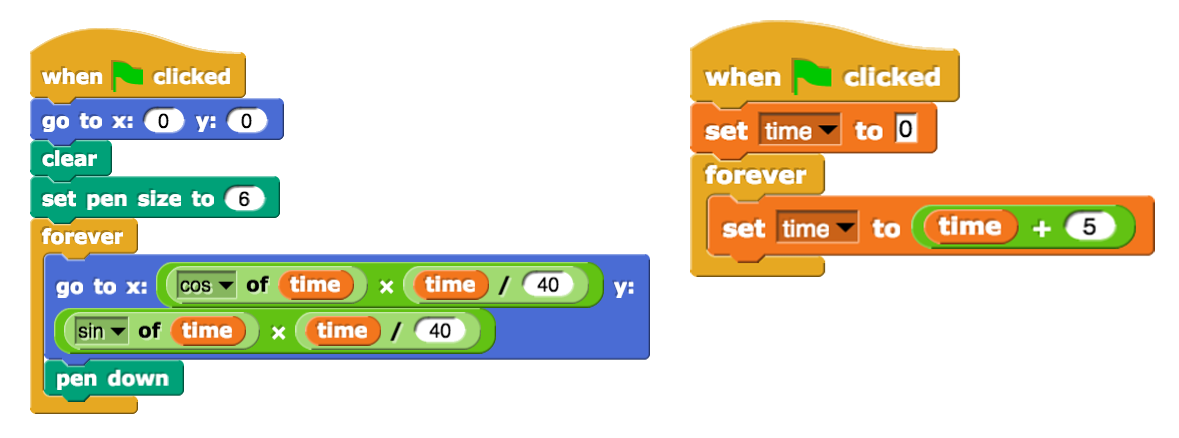 when clicked
go to x: 0 y: 0
clear
set pen size to 6
forever
go to x: cos of time × time / 40 y:
sin of time × time / 40
pen down
when clicked
set time to 0
forever
set time to time + 5